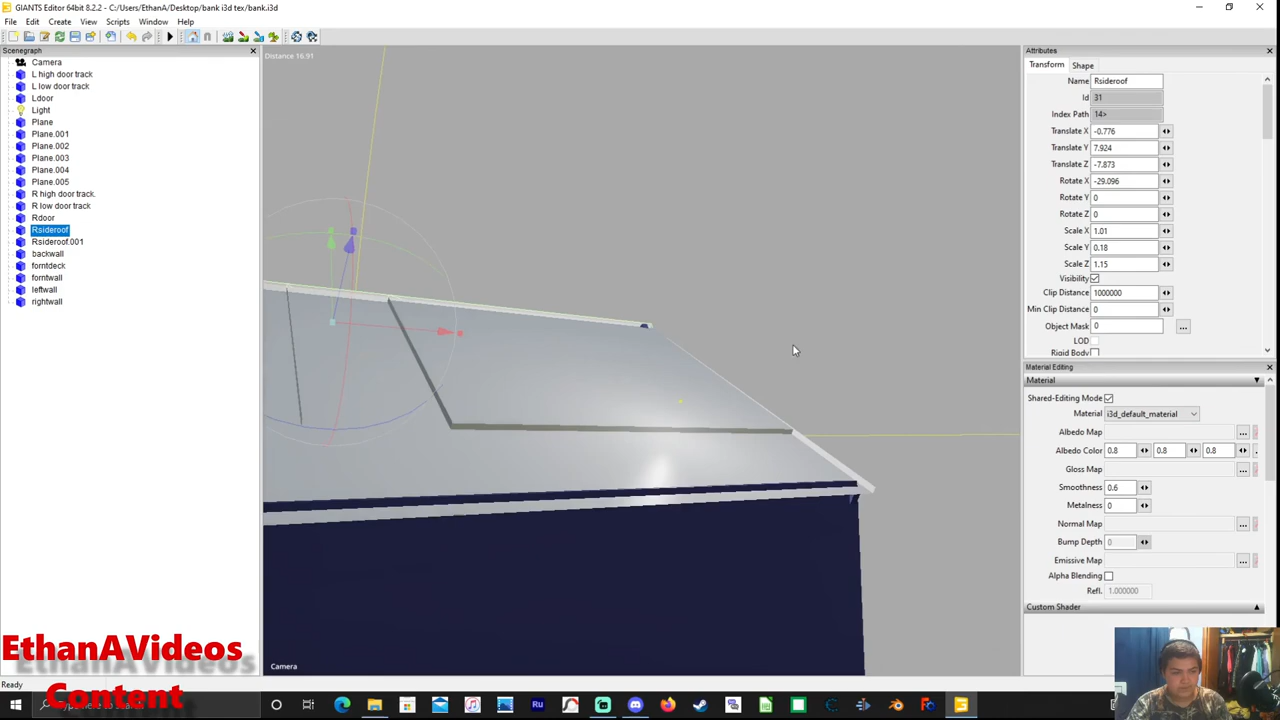 GIANTS Editor 64bit 8.2.2 - C:/Users/EthanA/Desktop/bank i3d tex/bank.i3d
File Edit Create View Scripts Window Help
Scenegraph
Camera
L high door track
L low door track
Ldoor
Light
Plane
Plane.001
Plane.002
Plane.003
Plane.004
Plane.005
R high door track.
R low door track
Rdoor
Rsideroof
Rsideroof.001
backwall
forntdeck
forntwall
leftwall
rightwall
Distance 16.91
Camera
Attributes
Transform Shape
Name Rsideroof
Id 31
Index Path 14>
Translate X -0.776
Translate Y 7.924
Translate Z -7.873
Rotate X -29.096
Rotate Y 0
Rotate Z 0
Scale X 1.01
Scale Y 0.18
Scale Z 1.15
Visibility
Clip Distance 1000000
Min Clip Distance 0
Object Mask 0 ...
LOD
Rigid Body
Material Editing
Material
Shared-Editing Mode
Material i3d_default_material
Albedo Map ...
Albedo Color 0.8 0.8 0.8
Gloss Map ...
Smoothness 0.6
Metalness 0
Normal Map ...
Bump Depth 0
Emissive Map ...
Alpha Blending
Refl. 1.000000
Custom Shader
EthanAVideos
Content
Ready